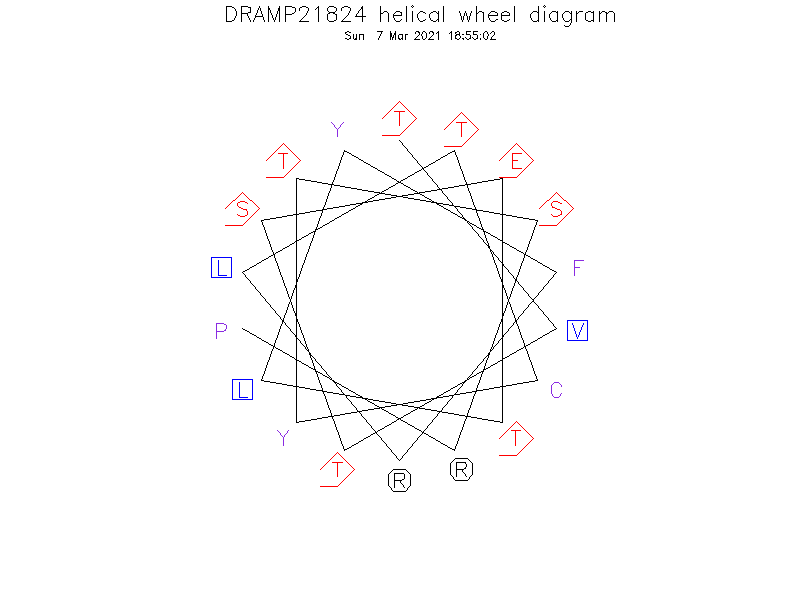 DRAMP21824 helical wheel diagram
Sun 7 Mar 2021 18:55:02
T
Y T
T E
S S
L F
P V
L C
Y T
T R R